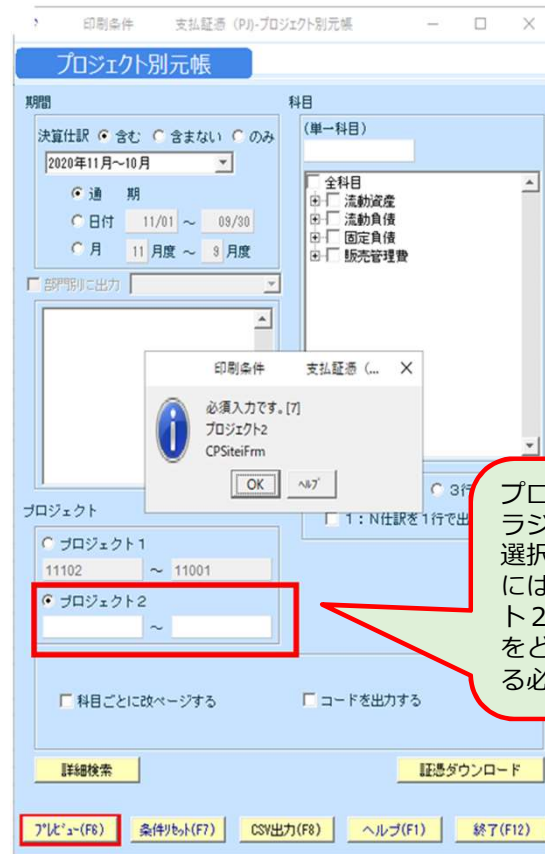 印刷条件　支払証憑（PJ)-プロジェクト別元帳
プロジェクト別元帳
期間
決算仕訳 含む 含まない のみ
2020年11月～10月
通　期
日付 11/01 ～ 09/30
月 11 月度 ～ 9 月度
部門別に出力
科目
(単一科目)
全科目
流動資産
流動負債
固定負債
販売管理費
印刷条件　支払証憑（...
必須入力です。[7]
プロジェクト2
CPSiteiFrm
OK ﾍﾙﾌﾟ
3行
1：N仕訳を1行で出
プロジェクト
プロジェクト1
11102 ～ 11001
プロジェクト2
～
プロ
ラジ
選択
には
ト２
をと
る必
科目ごとに改ページする
コードを出力する
詳細検索
証憑ダウンロード
ﾌﾟﾚﾋﾞｭｰ(F6) 条件ﾘｾｯﾄ(F7) CSV出力(F8) ヘルプ(F1) 終了(F12)